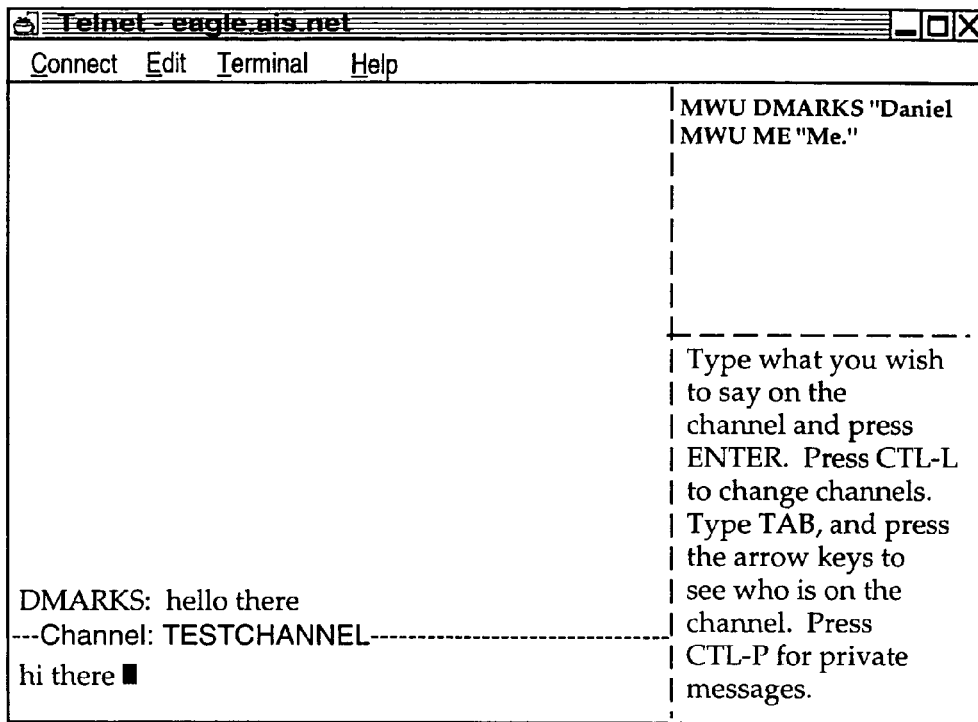 Telnet - eagle.ais.net
Connect Edit Terminal Help
MWU DMARKS "Daniel
MWU ME "Me."
Type what you wish
to say on the
channel and press
ENTER. Press CTL-L
to change channels.
Type TAB, and press
the arrow keys to
see who is on the
channel. Press
CTL-P for private
messages.
DMARKS: hello there
---Channel: TESTCHANNEL-----------------------------
hi there